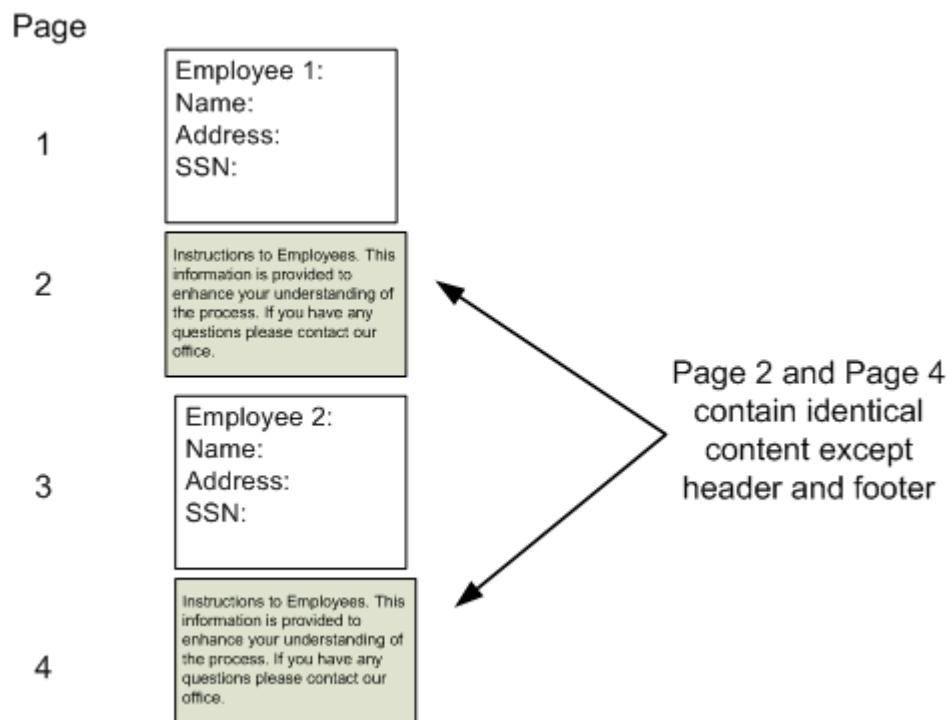 Page
1
Employee 1:
Name:
Address:
SSN:
2
Instructions to Employees. This
information is provided to
enhance your understanding of
the process. If you have any
questions please contact our
office.
Page 2 and Page 4
contain identical
content except
header and footer
3
Employee 2:
Name:
Address:
SSN:
4
Instructions to Employees. This
information is provided to
enhance your understanding of
the process. If you have any
questions please contact our
office.